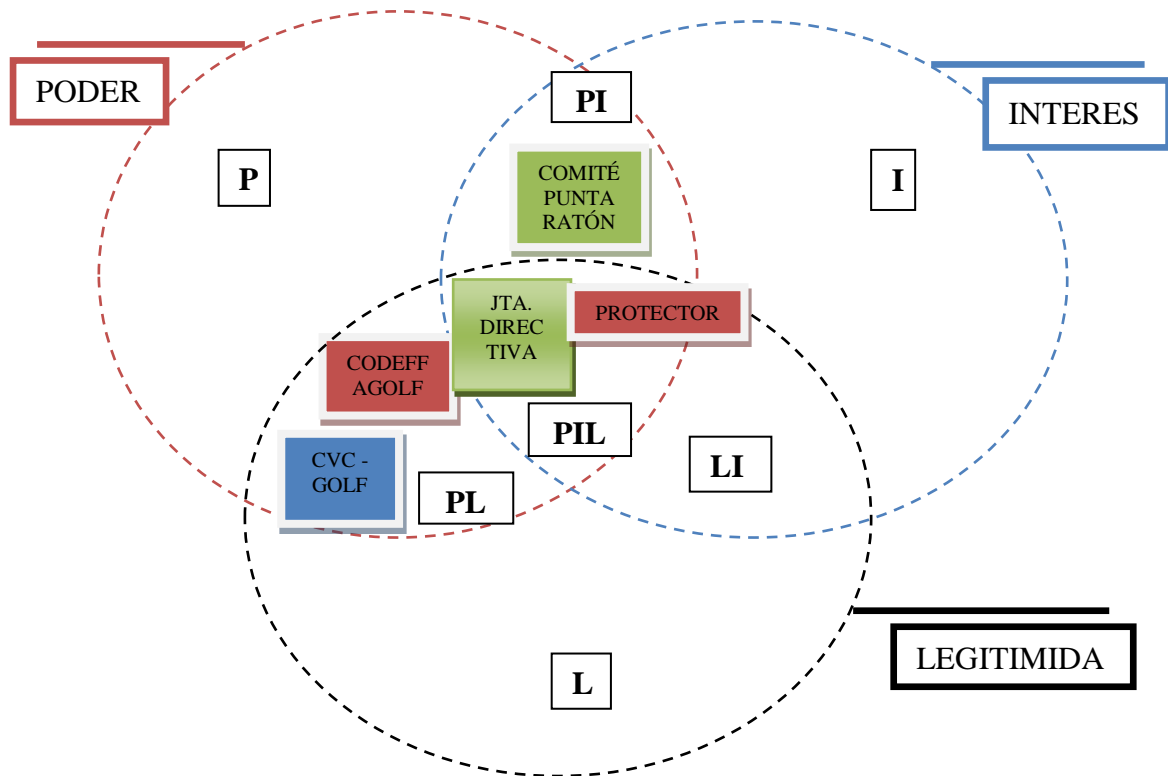 PODER
INTERES
PI
P
I
COMITÉ
PUNTA
RATÓN
JTA.
DIREC
TIVA
PROTECTOR
CODEFF
AGOLF
PIL
CVC -
GOLF
LI
PL
LEGITIMIDA
L